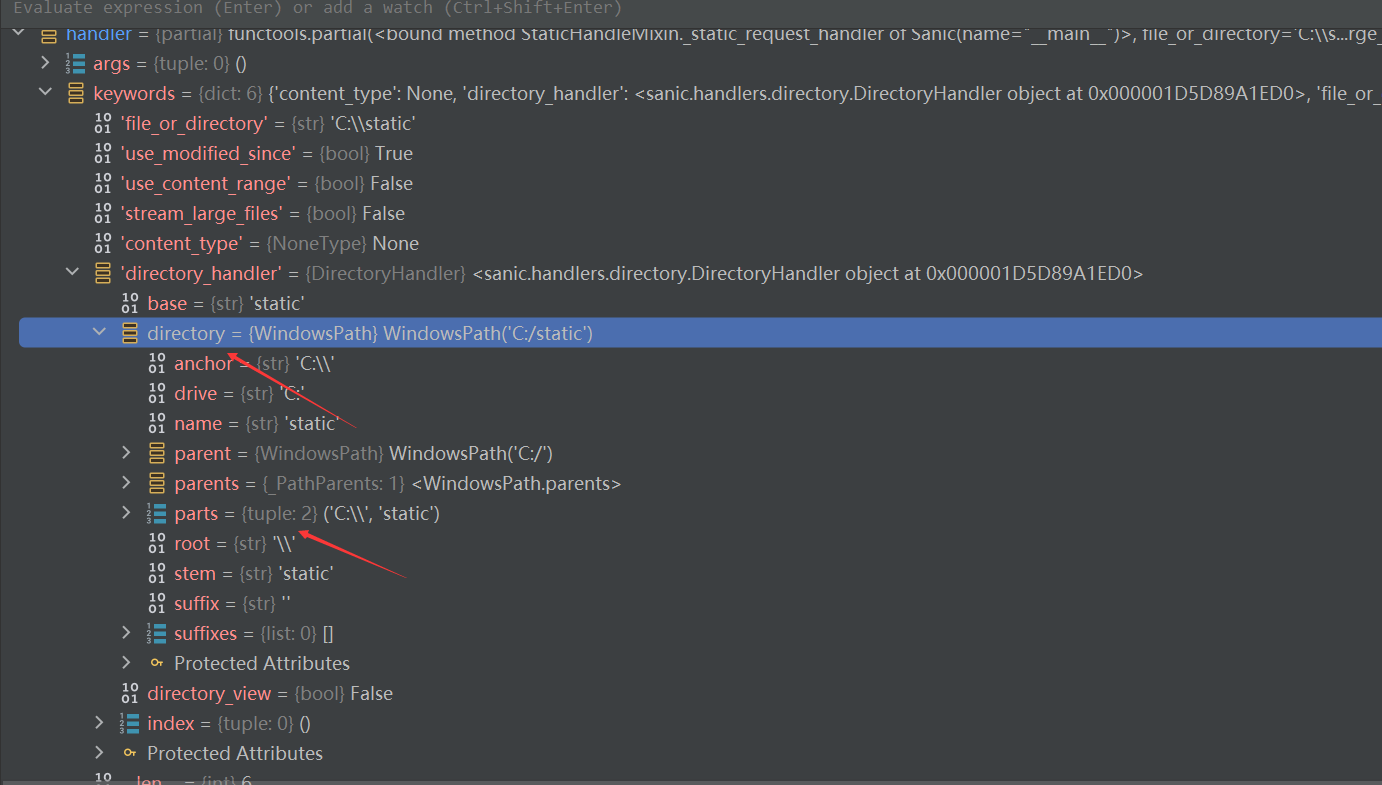 Evaluate expression (Enter) or add a watch (Ctrl+Shift+Enter)
handler = {partial} functools.partial(<bound method StaticHandleMixin._static_request_handler of Sanic(name="__main__")>, file_or_directory='C:\\s...rge_
args = {tuple: 0} ()
keywords = {dict: 6} {'content_type': None, 'directory_handler': <sanic.handlers.directory.DirectoryHandler object at 0x000001D5D89A1ED0>, 'file_or_
'file_or_directory' = {str} 'C:\\static'
'use_modified_since' = {bool} True
'use_content_range' = {bool} False
'stream_large_files' = {bool} False
'content_type' = {NoneType} None
'directory_handler' = {DirectoryHandler} <sanic.handlers.directory.DirectoryHandler object at 0x000001D5D89A1ED0>
base = {str} 'static'
directory = {WindowsPath} WindowsPath('C:/static')
anchor = {str} 'C:\\'
drive = {str} 'C:'
name = {str} 'static'
parent = {WindowsPath} WindowsPath('C:/')
parents = {_PathParents: 1} <WindowsPath.parents>
parts = {tuple: 2} ('C:\\', 'static')
root = {str} '\\'
stem = {str} 'static'
suffix = {str} ''
suffixes = {list: 0} []
Protected Attributes
directory_view = {bool} False
index = {tuple: 0} ()
Protected Attributes
__len__ = {int} 6